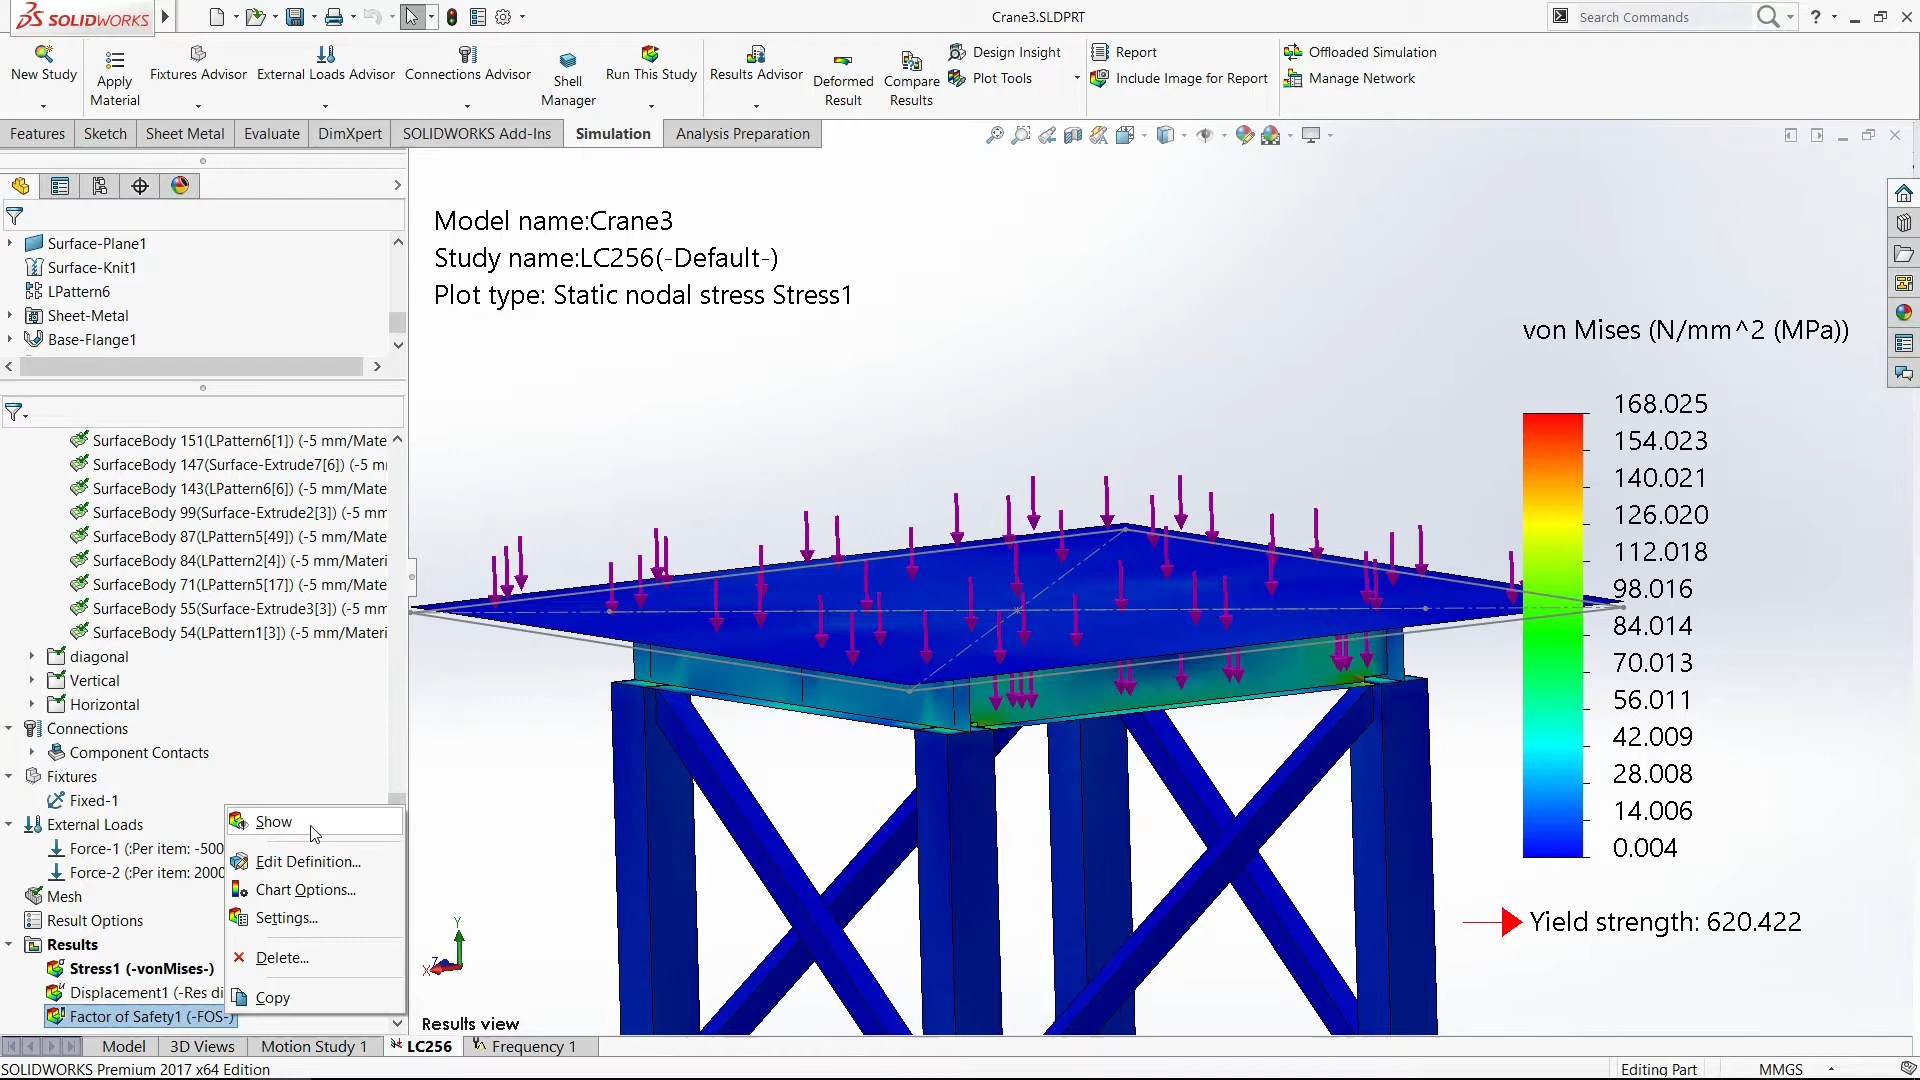 SOLIDWORKS
Crane3.SLDPRT
Search Commands
?
New Study
Apply Material
Fixtures Advisor
External Loads Advisor
Connections Advisor
Shell Manager
Run This Study
Results Advisor
Deformed Result
Compare Results
Design Insight
Plot Tools
Report
Include Image for Report
Offloaded Simulation
Manage Network
Features
Sketch
Sheet Metal
Evaluate
DimXpert
SOLIDWORKS Add-Ins
Simulation
Analysis Preparation
Surface-Plane1
Surface-Knit1
LPattern6
Sheet-Metal
Base-Flange1
SurfaceBody 151(LPattern6[1]) (-5 mm/Mate
SurfaceBody 147(Surface-Extrude7[6]) (-5 mr
SurfaceBody 143(LPattern6[6]) (-5 mm/Mate
SurfaceBody 99(Surface-Extrude2[3]) (-5 mm
SurfaceBody 87(LPattern5[49]) (-5 mm/Mate
SurfaceBody 84(LPattern2[4]) (-5 mm/Materi
SurfaceBody 71(LPattern5[17]) (-5 mm/Mate
SurfaceBody 55(Surface-Extrude3[3]) (-5 mm
SurfaceBody 54(LPattern1[3]) (-5 mm/Materi
diagonal
Vertical
Horizontal
Connections
Component Contacts
Fixtures
Fixed-1
External Loads
Force-1 (:Per item: -500
Force-2 (:Per item: 2000
Mesh
Result Options
Results
Stress1 (-vonMises-)
Displacement1 (-Res di
Factor of Safety1 (-FOS-)
Show
Edit Definition...
Chart Options...
Settings...
Delete...
Copy
Model name:Crane3
Study name:LC256(-Default-)
Plot type: Static nodal stress Stress1
von Mises (N/mm^2 (MPa))
168.025
154.023
140.021
126.020
112.018
98.016
84.014
70.013
56.011
42.009
28.008
14.006
0.004
Yield strength: 620.422
Y
Z
X
Results view
Model
3D Views
Motion Study 1
LC256
Frequency 1
SOLIDWORKS Premium 2017 x64 Edition
Editing Part
MMGS